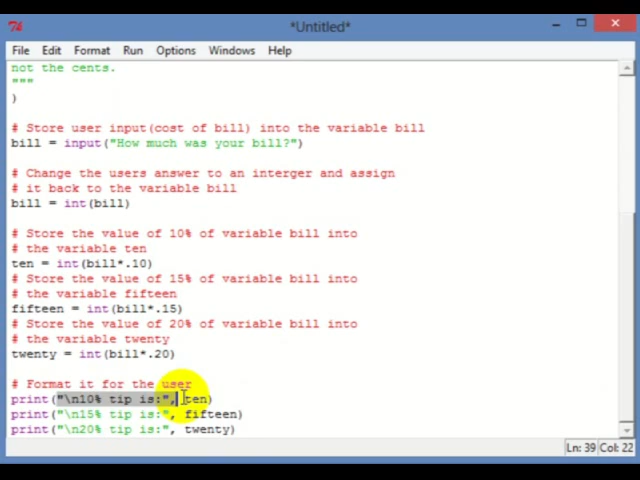 *Untitled*
File Edit Format Run Options Windows Help
not the cents.
"""
)
# Store user input(cost of bill) into the variable bill
bill = input("How much was your bill?")
# Change the users answer to an interger and assign
# it back to the variable bill
bill = int(bill)
# Store the value of 10% of variable bill into
# the variable ten
ten = int(bill*.10)
# Store the value of 15% of variable bill into
# the variable fifteen
fifteen = int(bill*.15)
# Store the value of 20% of variable bill into
# the variable twenty
twenty = int(bill*.20)
# Format it for the user
print("\n10% tip is:", ten)
print("\n15% tip is:", fifteen)
print("\n20% tip is:", twenty)
Ln: 39 Col: 22